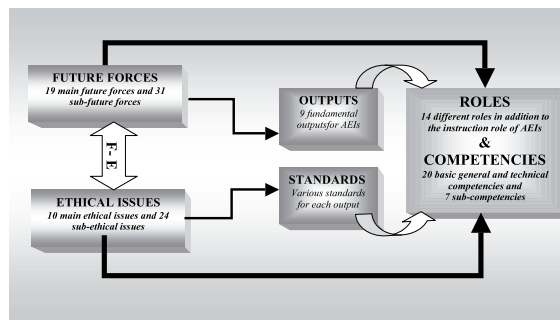 FUTURE FORCES
19 main future forces and 31
sub-future forces
F-E
ETHICAL ISSUES
10 main ethical issues and 24
sub-ethical issues
OUTPUTS
9 fundamental
outputsfor AEIs
STANDARDS
Various standards
for each output
ROLES
14 different roles in addition to
the instruction role of AEIs
&
COMPETENCIES
20 basic general and technical
competencies and
7 sub-competencies